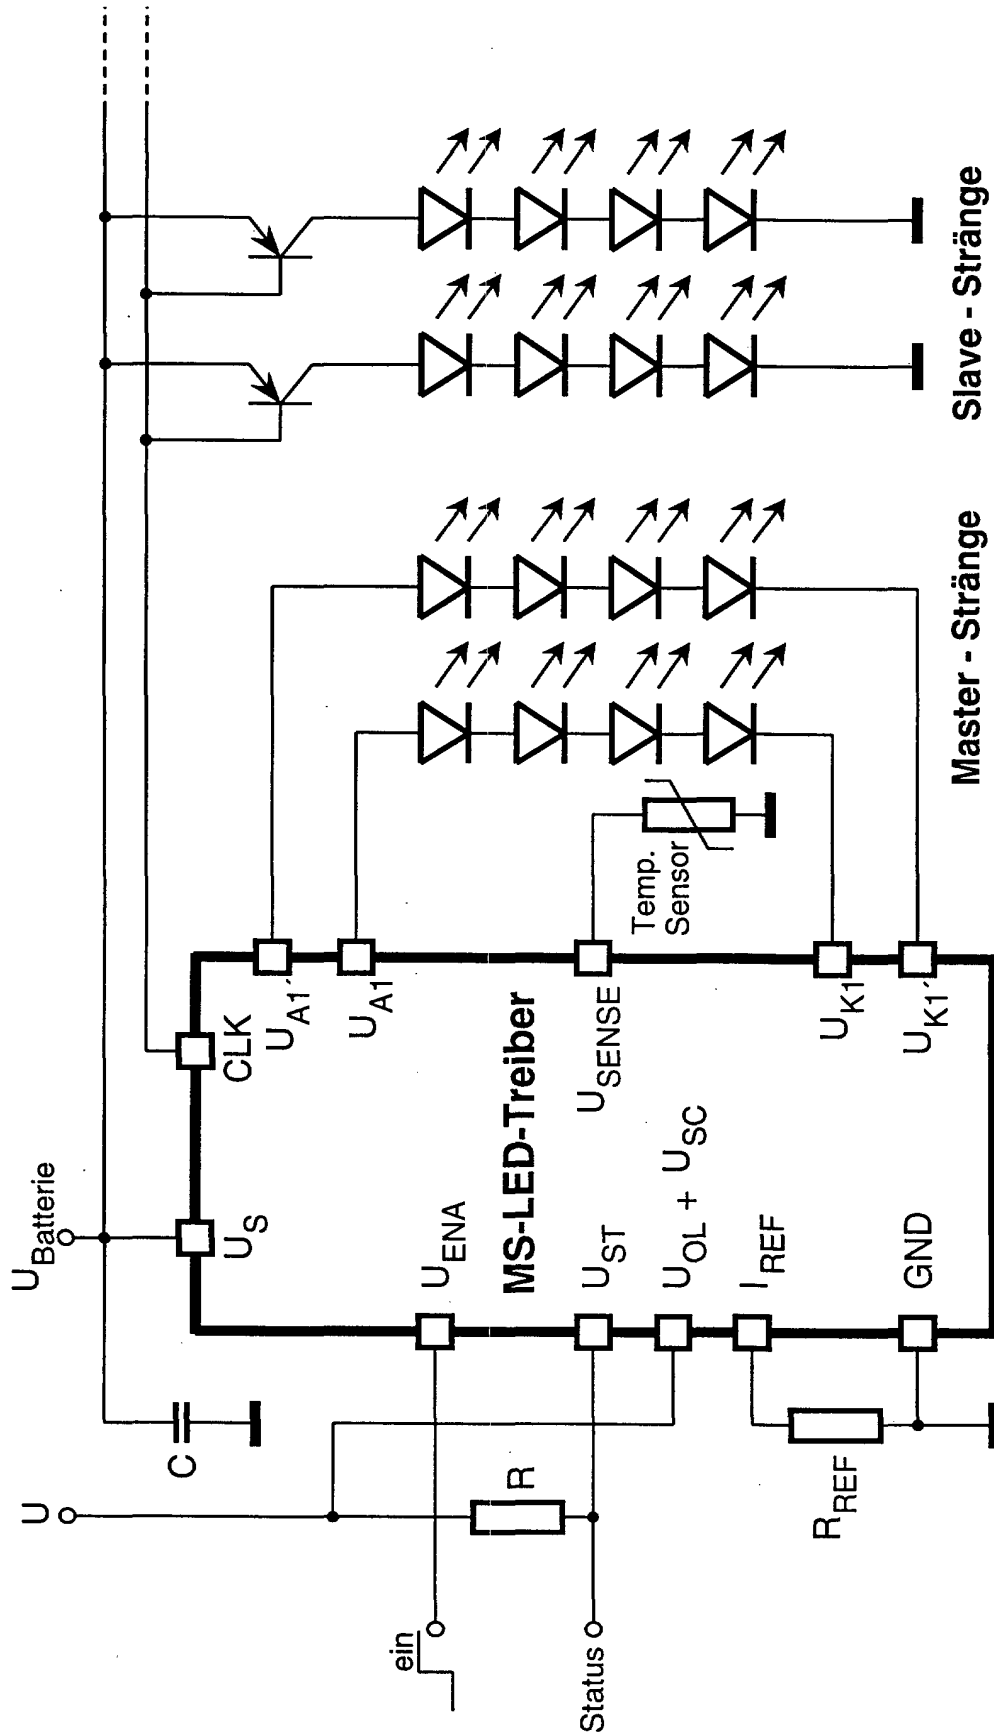 U_Batterie
U
C
U_S
CLK
U_A1´
U_A1
ein
U_ENA
MS-LED-Treiber
R
Status
U_ST
U_SENSE
Temp.
Sensor
U_OL + U_SC
I_REF
R_REF
GND
U_K1
U_K1´
Master - Stränge
Slave - Stränge